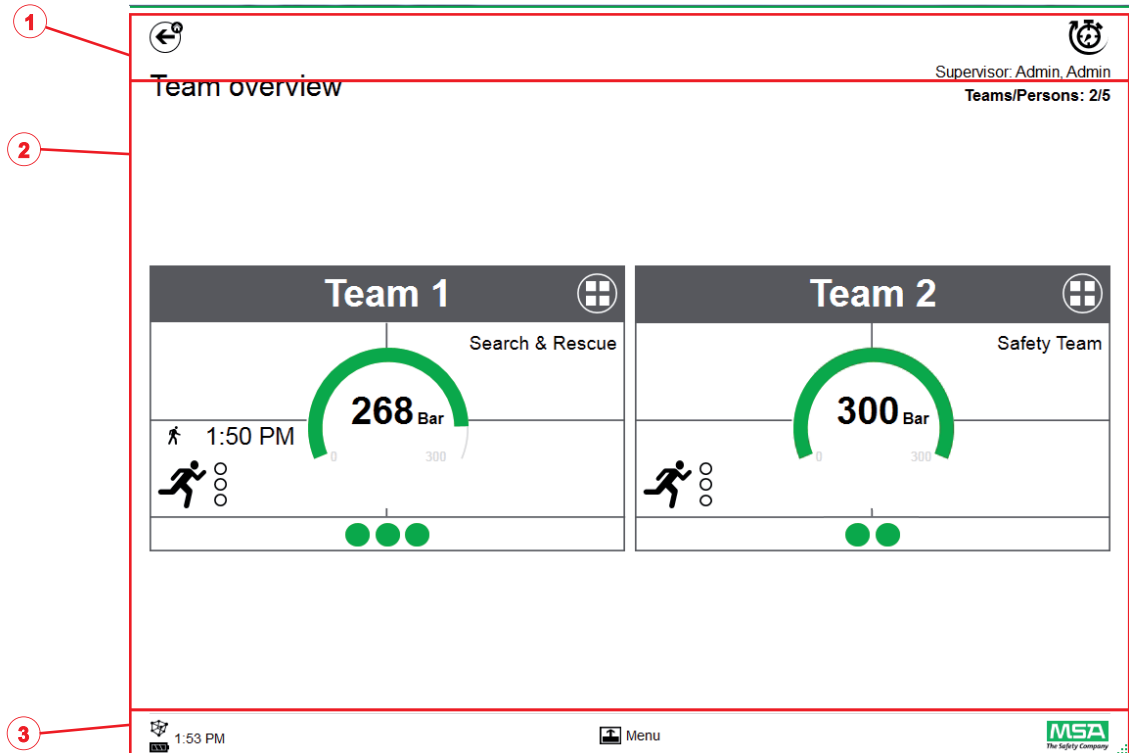 1
Supervisor: Admin, Admin
Team overview
Teams/Persons: 2/5
2
Team 1
Search & Rescue
268 Bar
1:50 PM
0 300
Team 2
Safety Team
300 Bar
0 300
3
1:53 PM
Menu
MSA
The Safety Company